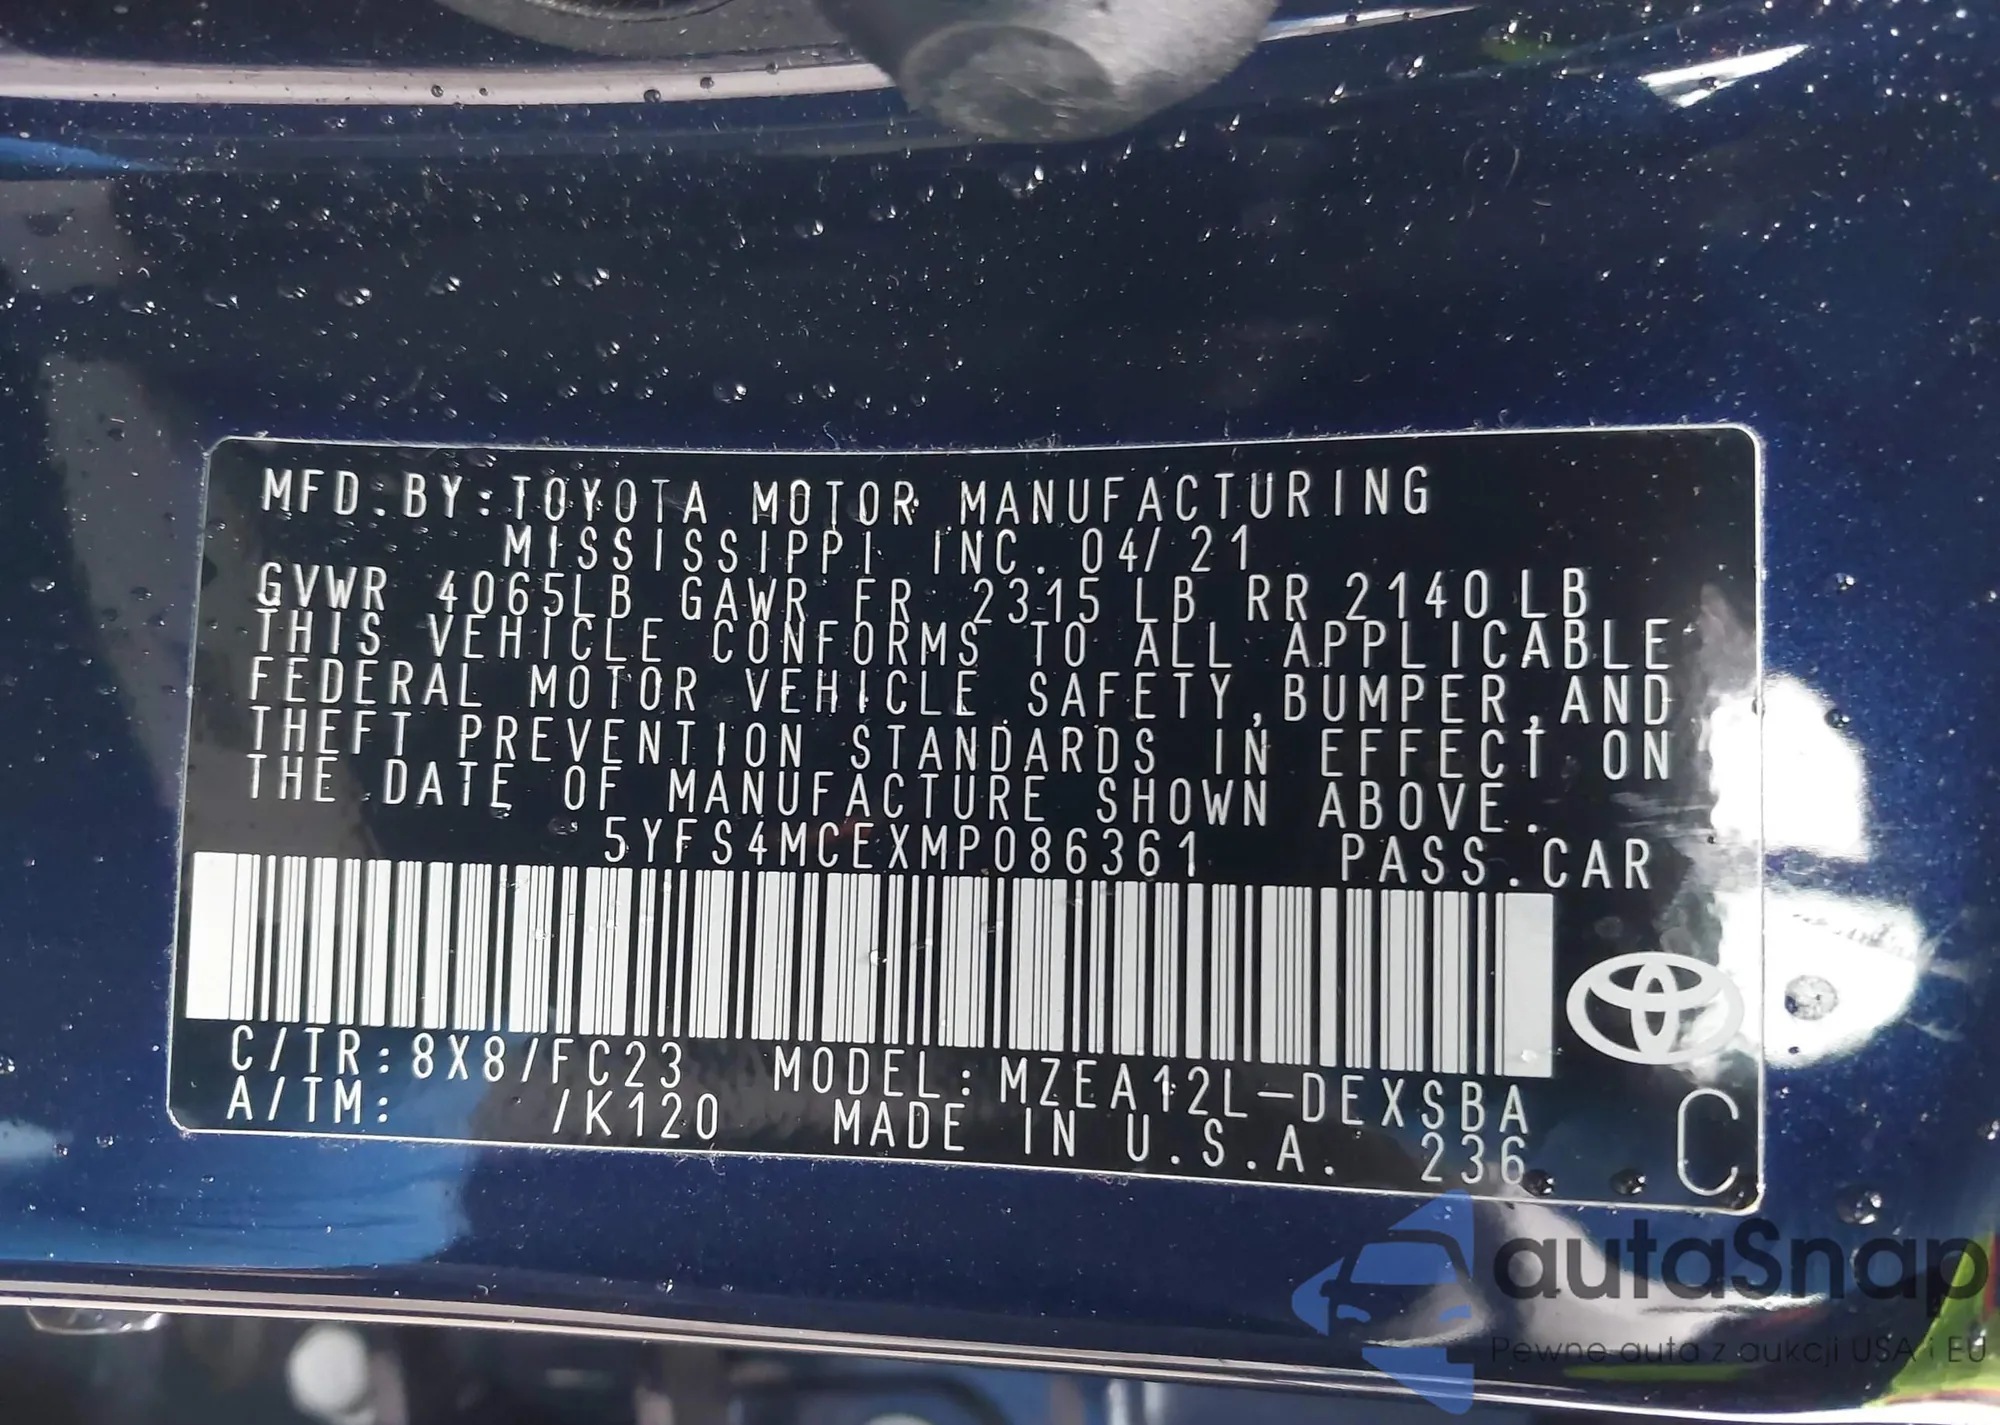 MFD.BY:TOYOTA MOTOR MANUFACTURING
MISSISSIPPI INC. 04/21
GVWR 4065LB GAWR FR 2315 LB RR 2140LB
THIS VEHICLE CONFORMS TO ALL APPLICABLE
FEDERAL MOTOR VEHICLE SAFETY,BUMPER,AND
THEFT PREVENTION STANDARDS IN EFFECT ON
THE DATE OF MANUFACTURE SHOWN ABOVE.
5YFS4MCEXMP086361 PASS.CAR
C/TR:8X8/FC23 MODEL:MZEA12L-DEXSBA
A/TM: /K120 MADE IN U.S.A. 236
C
autaSnap
Pewne auta z aukcji USA i EU